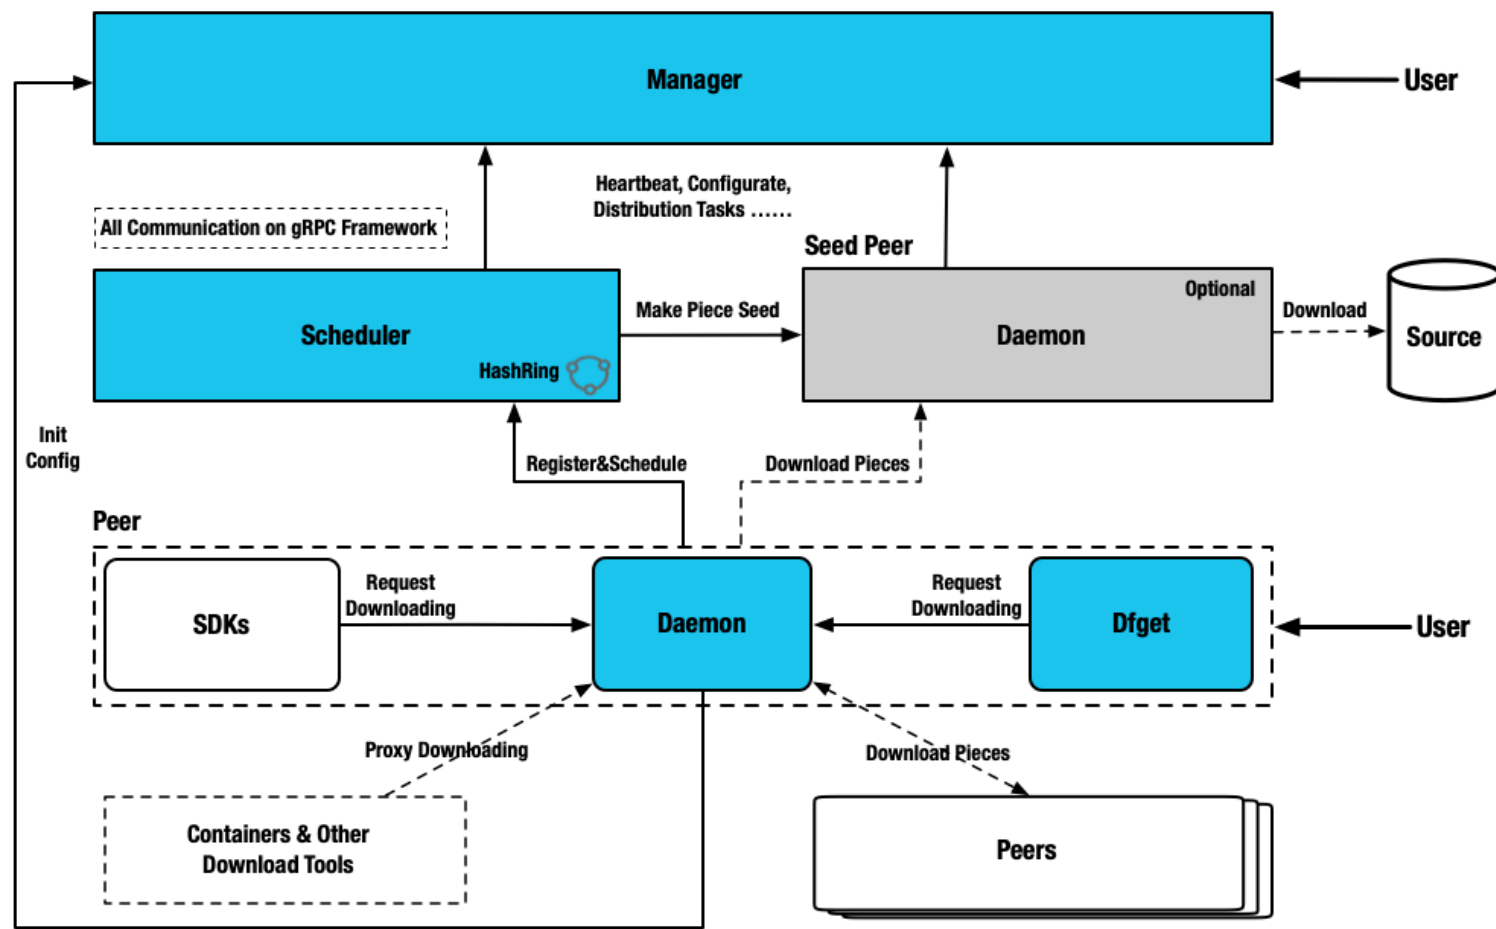 Manager
User
Heartbeat, Configurate,
Distribution Tasks ......
All Communication on gRPC Framework
Seed Peer
Optional
Scheduler
HashRing
Make Piece Seed
Daemon
Download
Source
Init
Config
Register&Schedule
Download Pieces
Peer
SDKs
Request
Downloading
Daemon
Request
Downloading
Dfget
User
Proxy Downloading
Download Pieces
Containers & Other
Download Tools
Peers